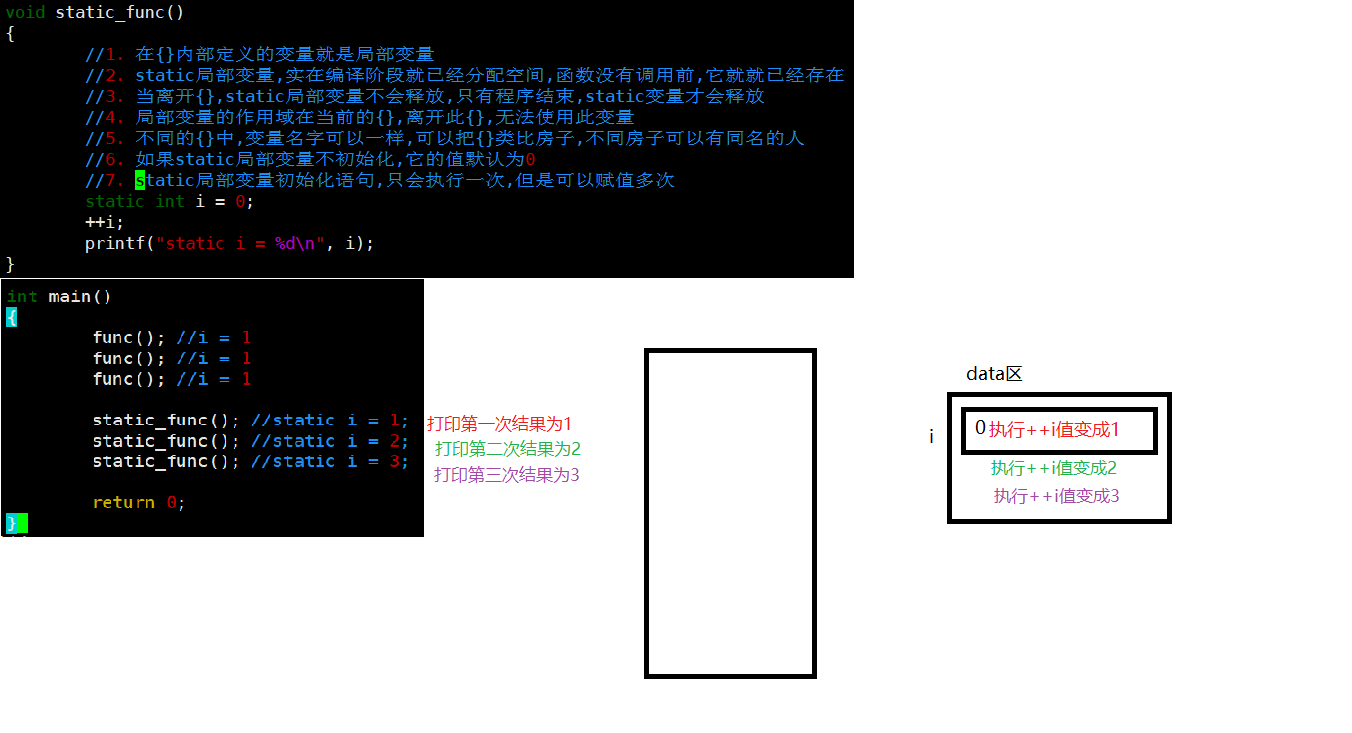 void static_func()
{
//1. 在{}内部定义的变量就是局部变量
//2. static局部变量,实在编译阶段就已经分配空间,函数没有调用前,它就就已经存在
//3. 当离开{},static局部变量不会释放,只有程序结束,static变量才会释放
//4. 局部变量的作用域在当前的{},离开此{},无法使用此变量
//5. 不同的{}中,变量名字可以一样,可以把{}类比房子,不同房子可以有同名的人
//6. 如果static局部变量不初始化,它的值默认为0
//7. static局部变量初始化语句,只会执行一次,但是可以赋值多次
static int i = 0;
++i;
printf("static i = %d\n", i);
}
int main()
{
func(); //i = 1
func(); //i = 1
func(); //i = 1
static_func(); //static i = 1; 打印第一次结果为1
static_func(); //static i = 2; 打印第二次结果为2
static_func(); //static i = 3; 打印第三次结果为3
return 0;
}
data区
i
0 执行++i值变成1
执行++i值变成2
执行++i值变成3